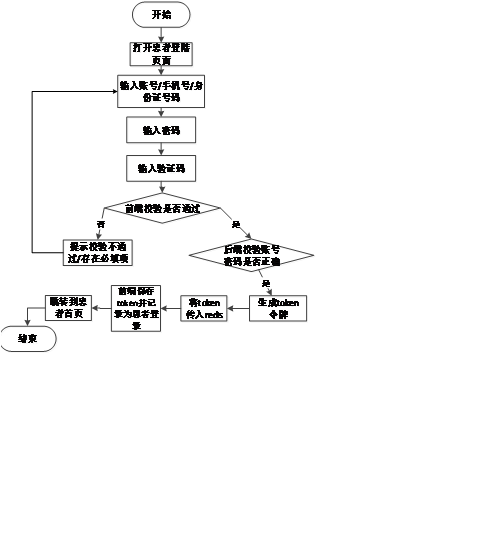 开始
打开患者登陆
页面
输入账号/手机号/身
份证号码
输入密码
输入验证码
前端校验是否通过
否
是
提示校验不通
过/存在必填项
后端校验账号
密码是否正确
是
生成token
令牌
将token
传入redis
前端保存
token并记
录为患者登
录
跳转到患
者首页
结束